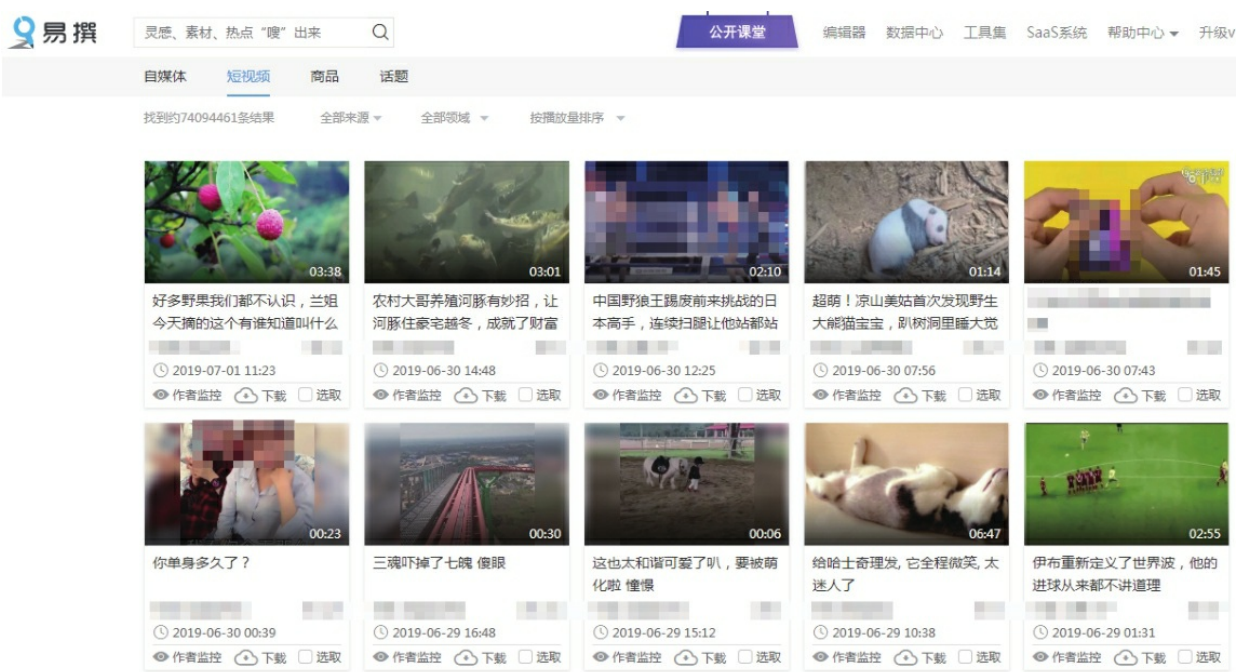 易撰
灵感、素材、热点“嗖”出来
公开课堂
编辑器 数据中心 工具集 SaaS系统 帮助中心 升级v
自媒体 短视频 商品 话题
找到约74094461条结果 全部来源 全部领域 按播放量排序
03:38 03:01 02:10 01:14 01:45
好多野果我们都不认识，兰姐
今天摘的这个有谁知道叫什么
农村大哥养殖河豚有妙招，让
河豚住豪宅越冬，成就了财富
中国野狼王踢废前来挑战的日
本高手，连续扫腿让他站都站
超萌！凉山美姑首次发现野生
大熊猫宝宝，趴树洞里睡大觉
2019-07-01 11:23 2019-06-30 14:48 2019-06-30 12:25 2019-06-30 07:56 2019-06-30 07:43
作者监控 下载 选取 作者监控 下载 选取 作者监控 下载 选取 作者监控 下载 选取 作者监控 下载 选取
00:23 00:30 00:06 06:47 02:55
你单身多久了？
三魂吓掉了七魄 傻眼
这也太和谐可爱了叭，要被萌
化啦 憧憬
给哈士奇理发, 它全程微笑, 太
迷人了
伊布重新定义了世界波，他的
进球从来都不讲道理
2019-06-30 00:39 2019-06-29 16:48 2019-06-29 15:12 2019-06-29 10:38 2019-06-29 01:31
作者监控 下载 选取 作者监控 下载 选取 作者监控 下载 选取 作者监控 下载 选取 作者监控 下载 选取